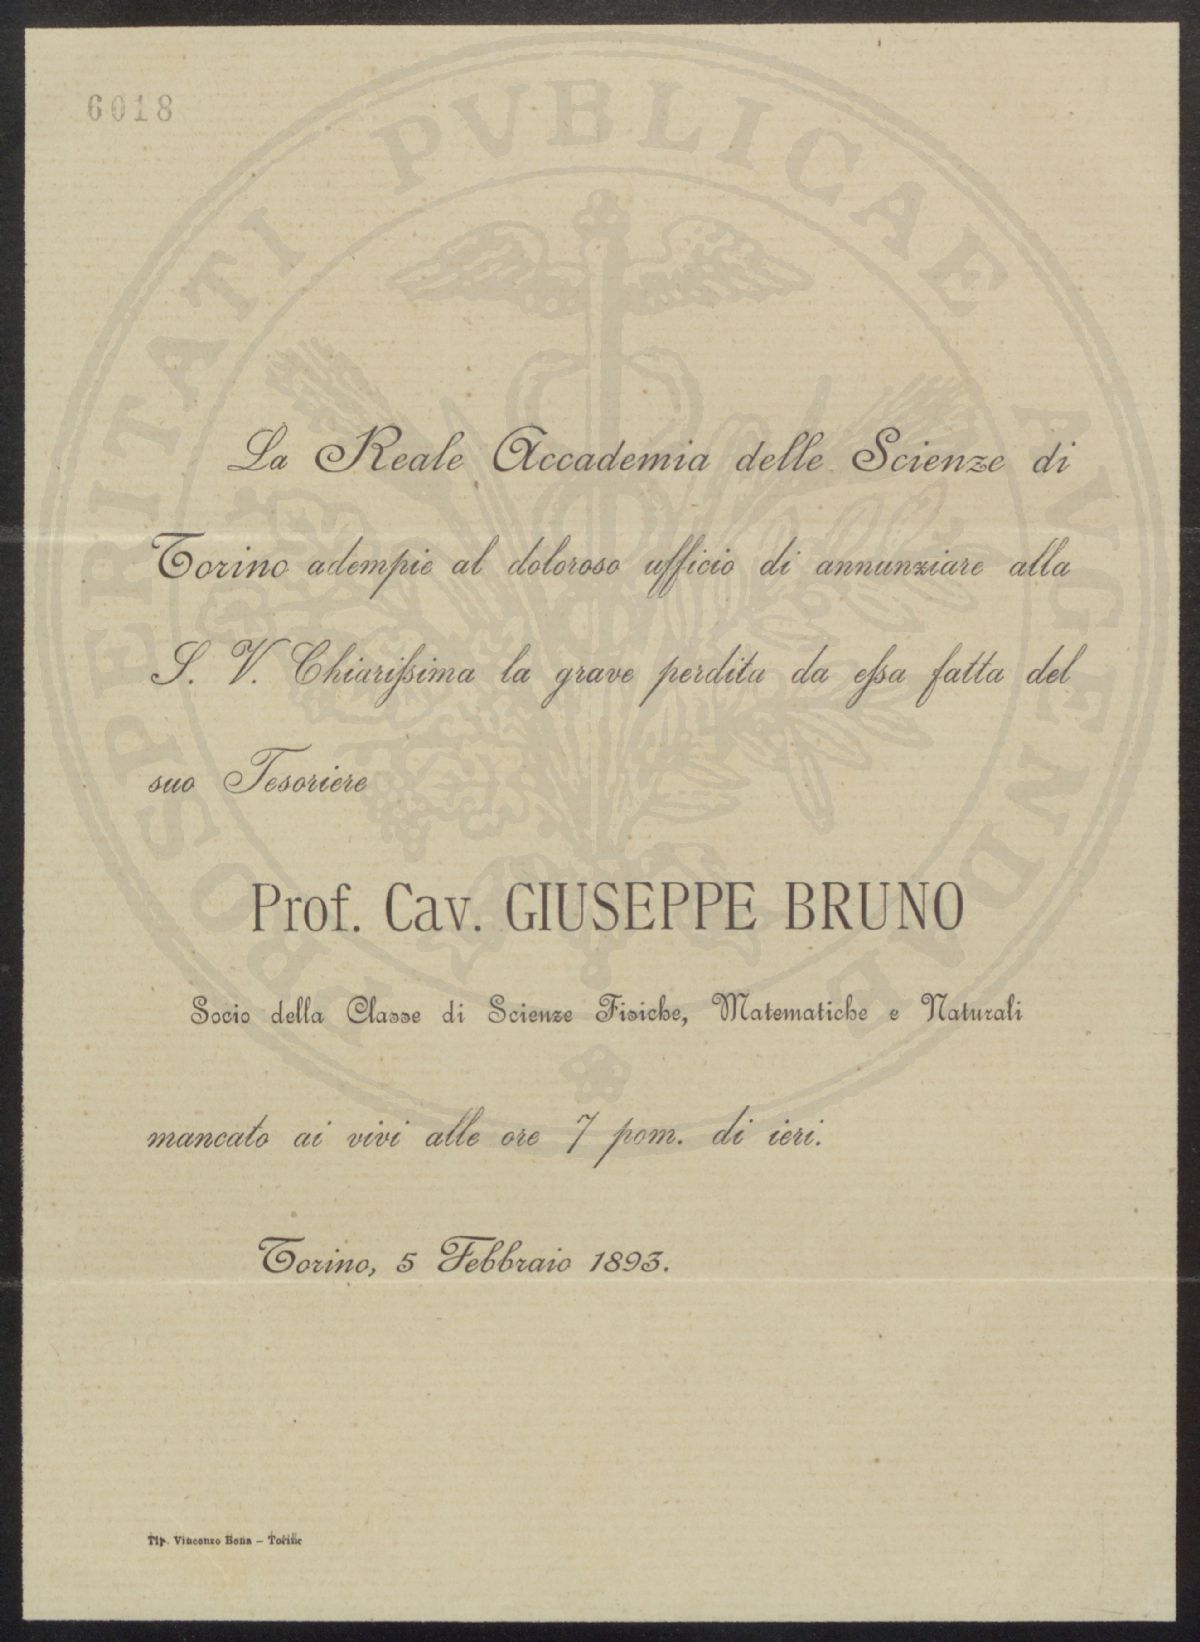 6018
PROSPERITATI PVBLICAE AVGENDAE
La Reale Accademia delle Scienze di
Torino adempie al doloroso ufficio di annunziare alla
S. V. Chiarissima la grave perdita da essa fatta del
suo Tesoriere
Prof. Cav. GIUSEPPE BRUNO
Socio della Classe di Scienze Fisiche, Matematiche e Naturali
mancato ai vivi alle ore 7 pom. di ieri.
Torino, 5 Febbraio 1893.
Tip. Vincenzo Bona – Torino